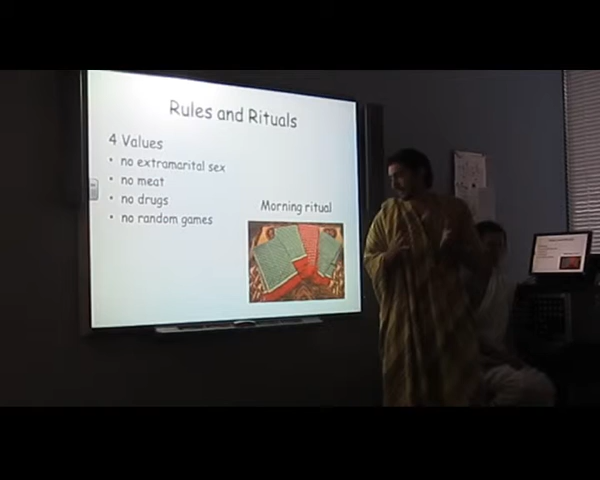 Rules and Rituals
4 Values
• no extramarital sex
• no meat
• no drugs
• no random games
Morning ritual